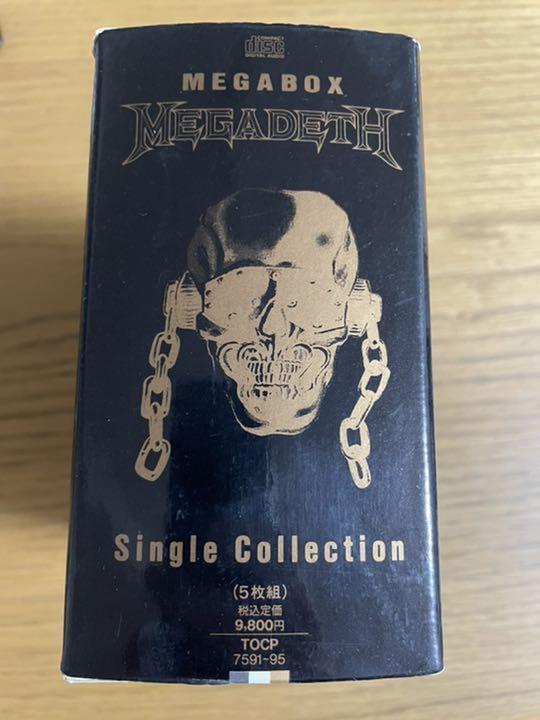 COMPACT
disc
DIGITAL AUDIO
MEGABOX
MEGADETH
Single Collection
(5枚組)
税込定価
9,800円
TOCP
7591-95